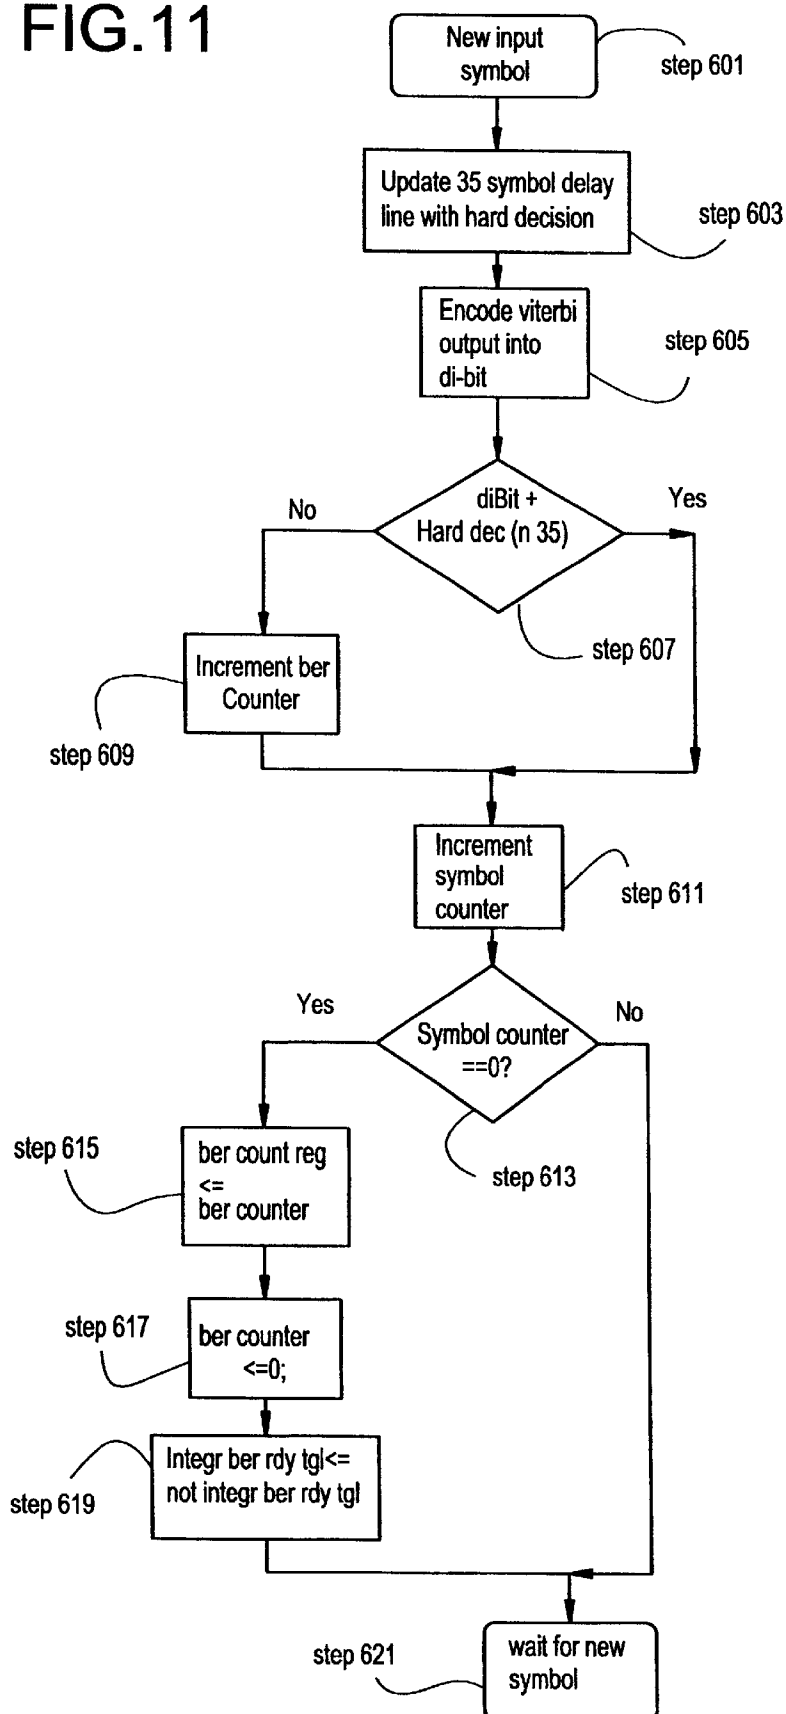 FIG.11
New input
symbol
step 601
Update 35 symbol delay
line with hard decision
step 603
Encode viterbi
output into
di-bit
step 605
diBit +
Hard dec (n 35)
No
Yes
step 607
Increment ber
Counter
step 609
Increment
symbol
counter
step 611
Symbol counter
==0?
Yes
No
step 613
ber count reg
<=
ber counter
step 615
ber counter
<=0;
step 617
Integr ber rdy tgl<=
not integr ber rdy tgl
step 619
wait for new
symbol
step 621